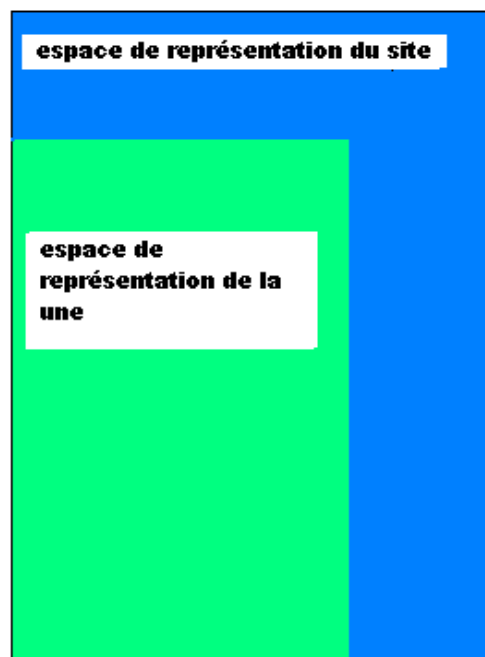 espace de représentation du site
espace de
représentation de la
une